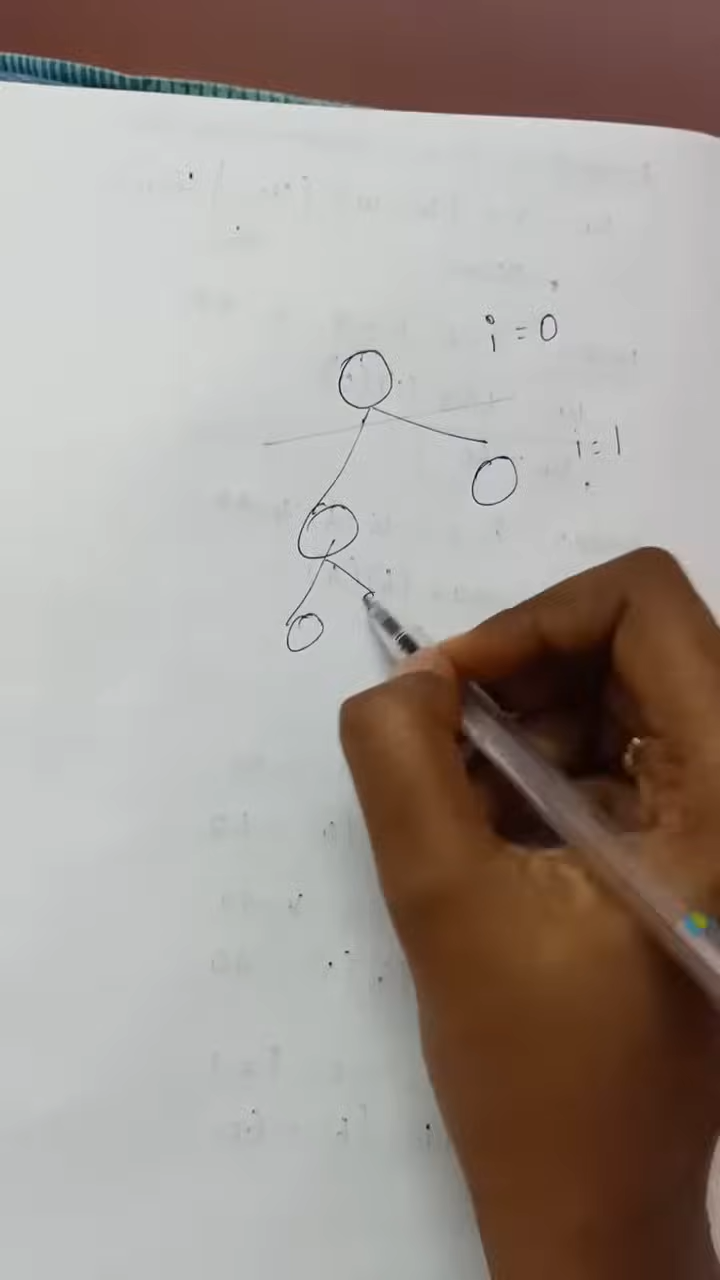 i = 0
i = 1